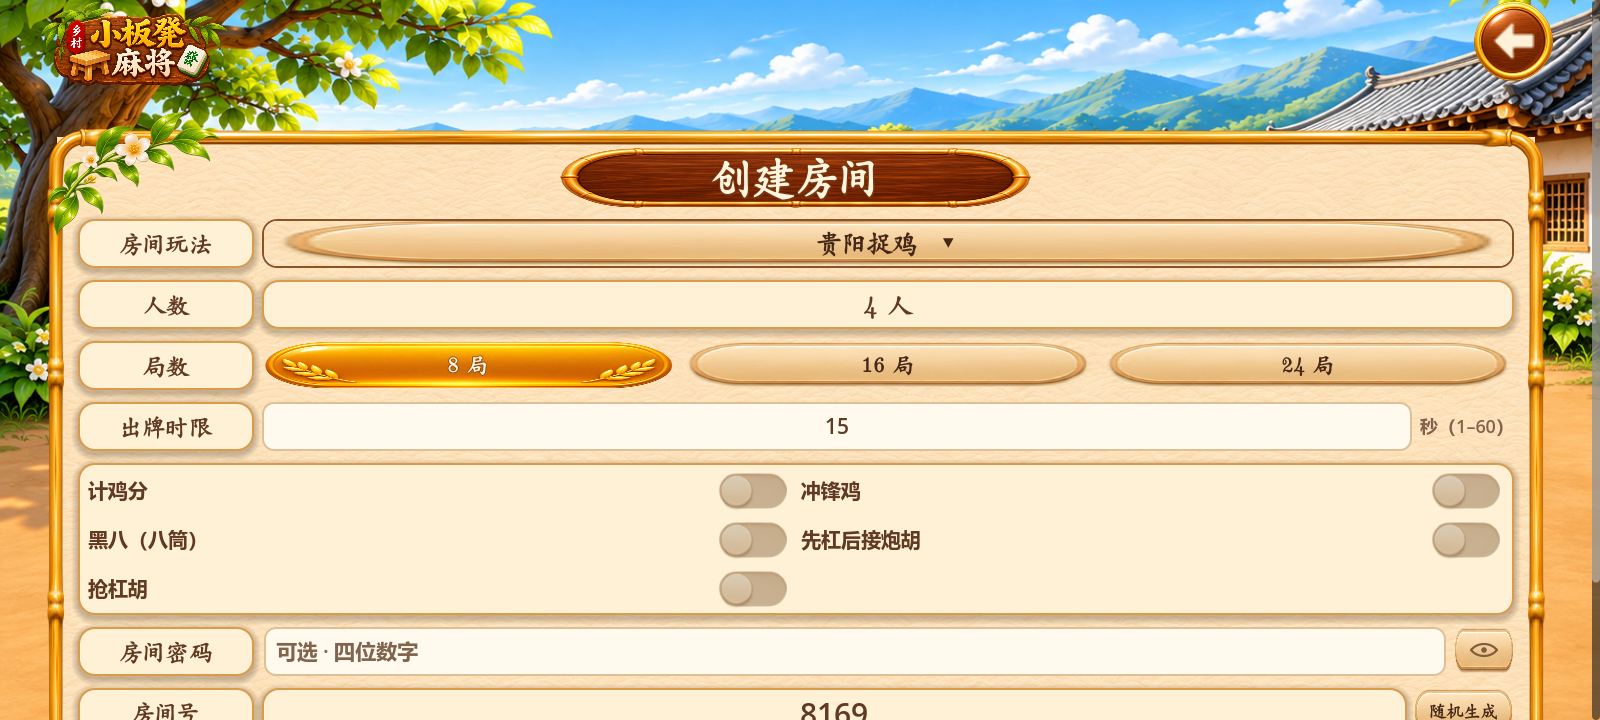 乡村
小板凳
麻将
發
创建房间
房间玩法
贵阳捉鸡 ▼
人数
4 人
局数
8 局
16 局
24 局
出牌时限
15
秒（1-60）
计鸡分
冲锋鸡
黑八（八筒）
先杠后接炮胡
抢杠胡
房间密码
可选 · 四位数字
房间号
8169
随机生成